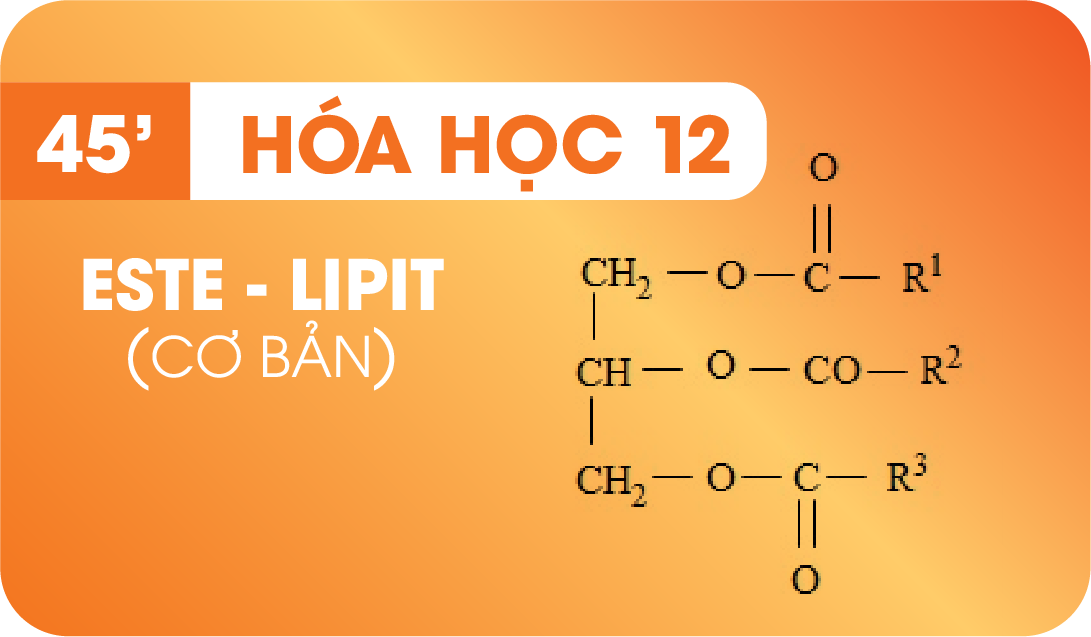 45’ HÓA HỌC 12
ESTE - LIPIT
(CƠ BẢN)
O
CH₂ — O — C — R¹
CH — O — CO — R²
CH₂ — O — C — R³
O